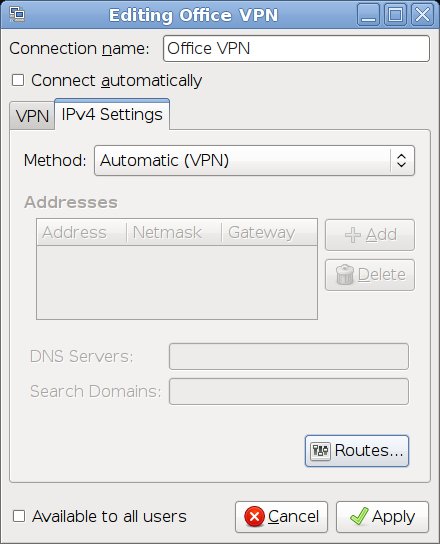 Editing Office VPN
Connection name: Office VPN
Connect automatically
VPN IPv4 Settings
Method: Automatic (VPN)
Addresses
Address Netmask Gateway Add
Delete
DNS Servers:
Search Domains:
Routes...
Available to all users Cancel Apply